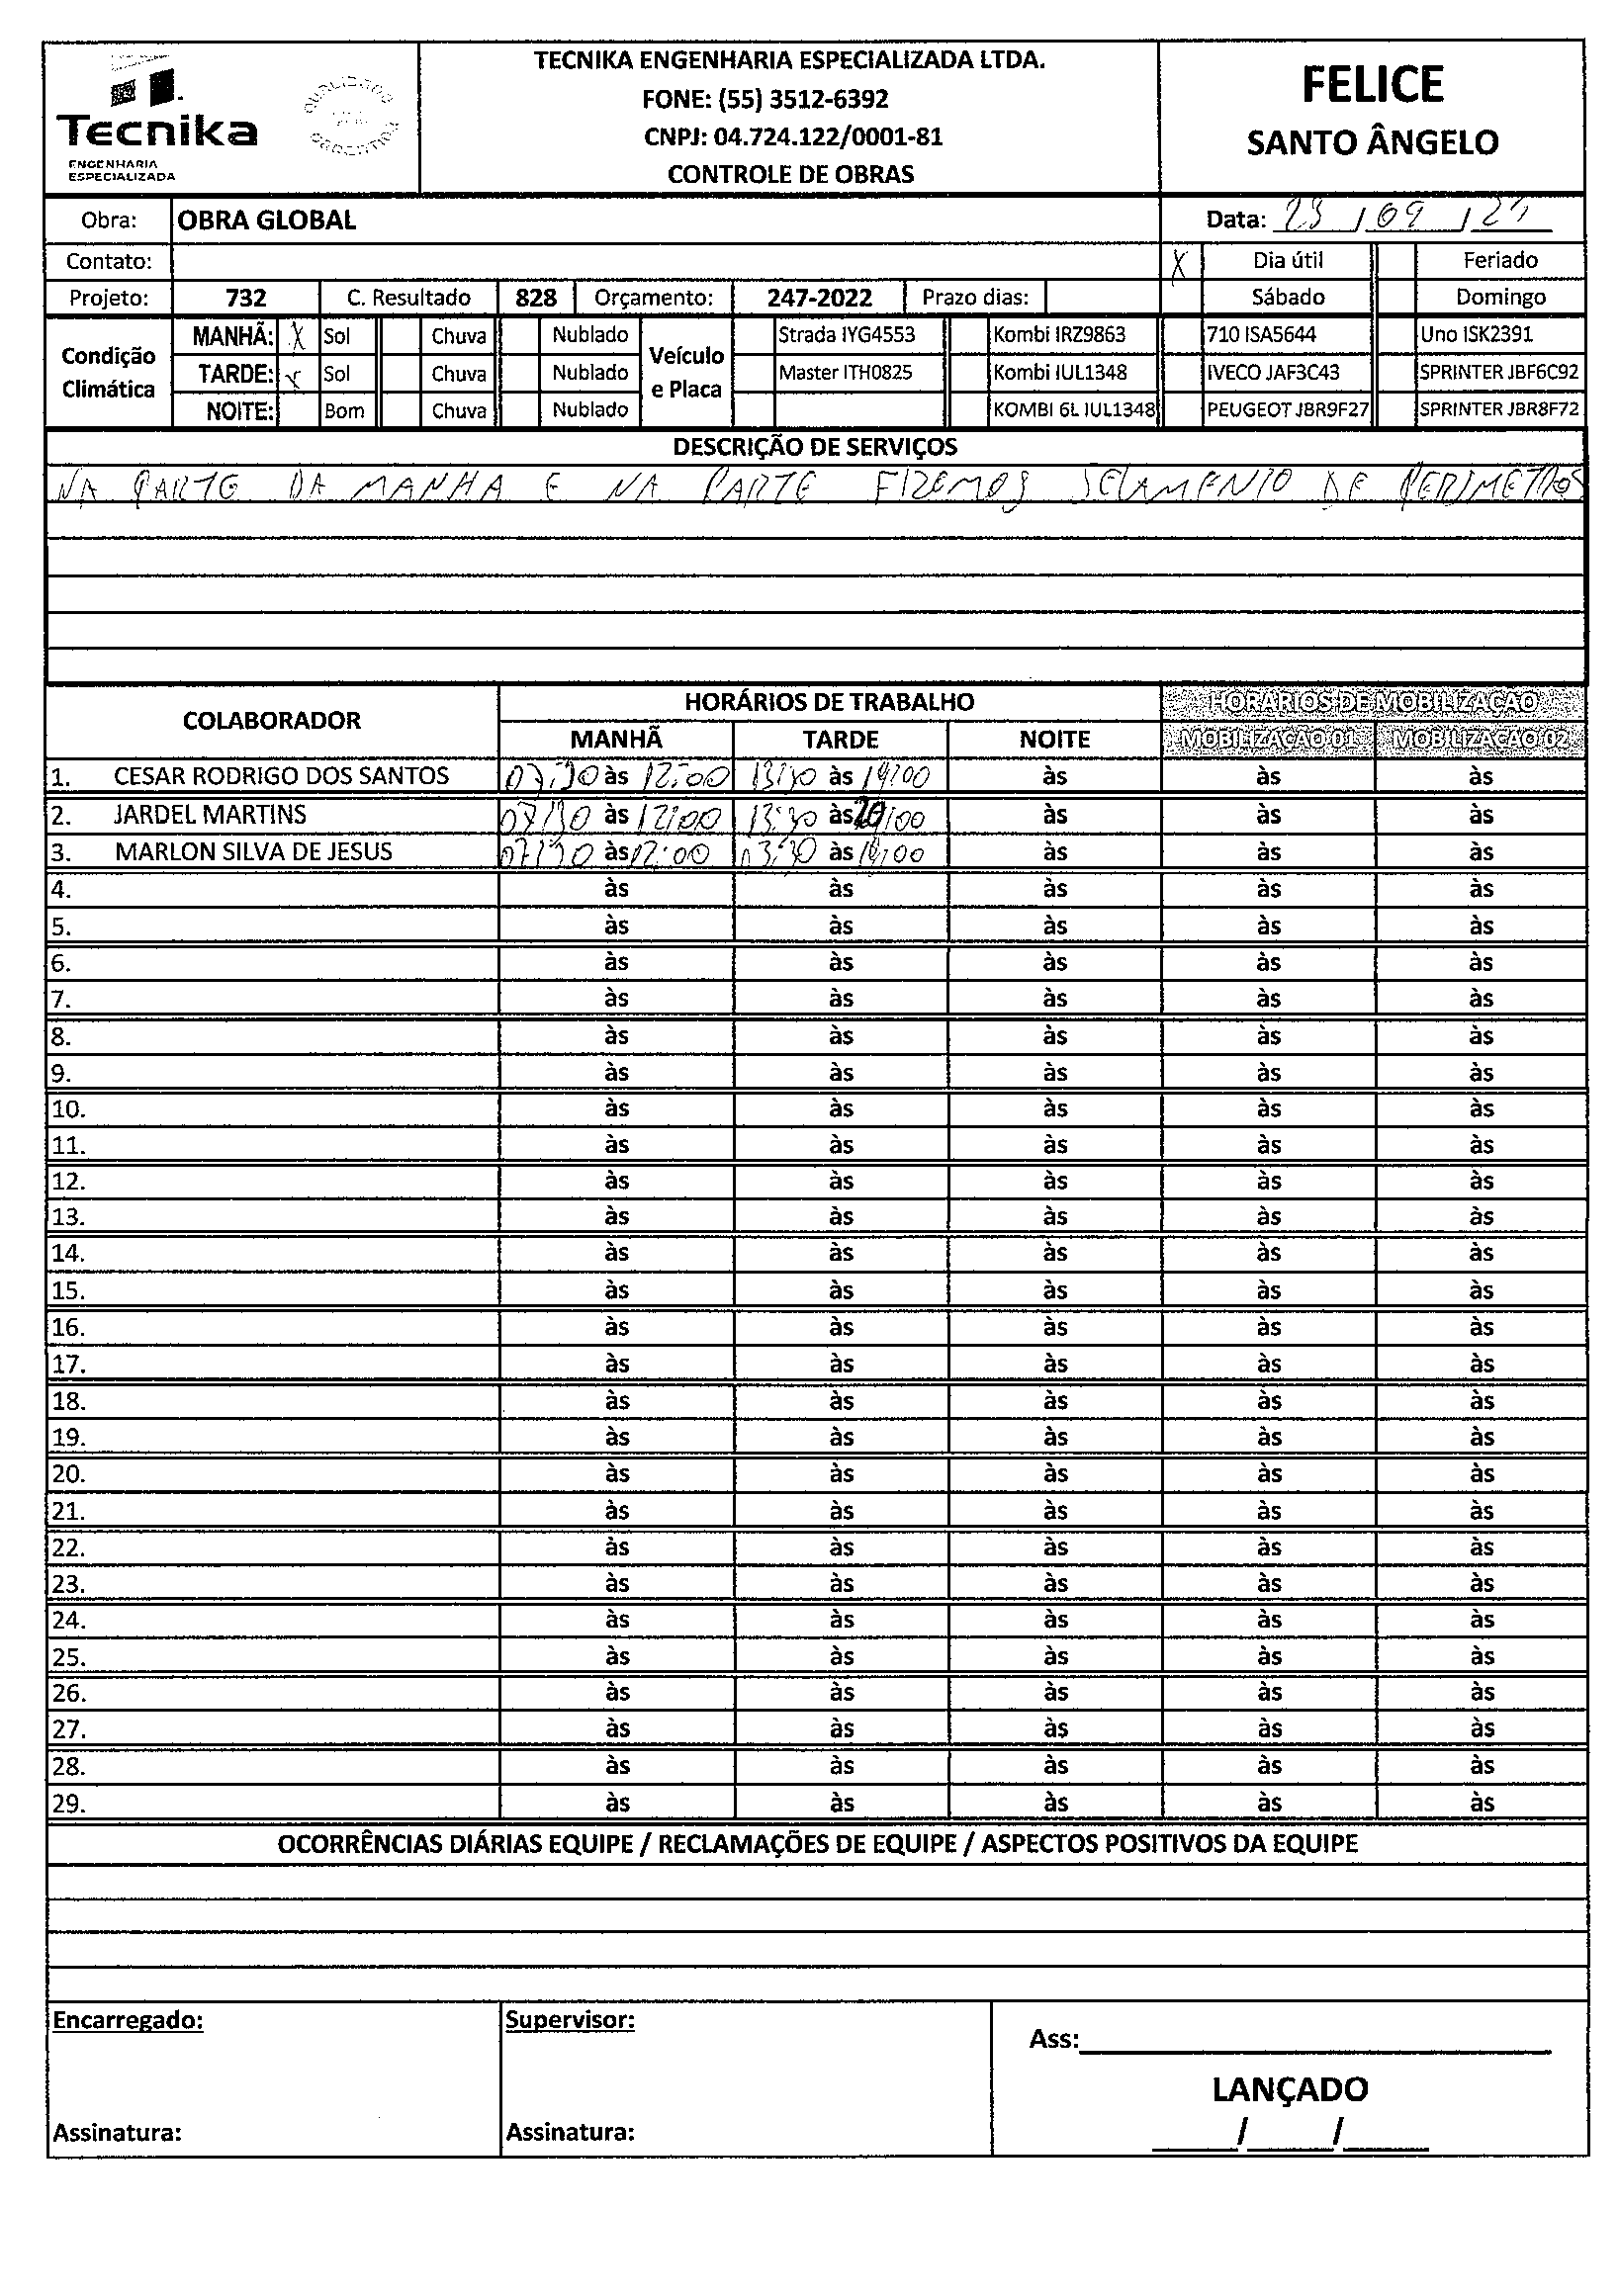 Tecnika
ENGENHARIA
ESPECIALIZADA
TECNIKA ENGENHARIA ESPECIALIZADA LTDA.
FONE: (55) 3512-6392
CNPJ: 04.724.122/0001-81
CONTROLE DE OBRAS
FELICE
SANTO ÂNGELO
Obra: OBRA GLOBAL Data: / 09 /
Contato: X Dia útil Feriado
Projeto: 732 C. Resultado 828 Orçamento: 247-2022 Prazo dias: Sábado Domingo
Condição Climática
MANHÃ: X Sol Chuva Nublado
TARDE: x Sol Chuva Nublado
NOITE: Bom Chuva Nublado
Veículo e Placa
Strada IYG4553 Kombi IRZ9863 710 ISA5644 Uno ISK2391
Master ITH0825 Kombi IUL1348 IVECO JAF3C43 SPRINTER JBF6C92
KOMBI 6L IUL1348 PEUGEOT JBR9F27 SPRINTER JBR8F72
DESCRIÇÃO DE SERVIÇOS
NA PARTE DA MANHA E NA PARTE FIZEMOS SELAMENTO DE PERIMETROS
COLABORADOR HORÁRIOS DE TRABALHO HORÁRIOS DE MOBILIZAÇÃO
MANHÃ TARDE NOITE MOBILIZAÇÃO 01 MOBILIZAÇÃO 02
1. CESAR RODRIGO DOS SANTOS 07:30 às 12:00 13:30 às às às às
2. JARDEL MARTINS 07:30 às 12:00 13:30 às às às às
3. MARLON SILVA DE JESUS 07:30 às 12:00 às às às às
4. às às às às às
5. às às às às às
6. às às às às às
7. às às às às às
8. às às às às às
9. às às às às às
10. às às às às às
11. às às às às às
12. às às às às às
13. às às às às às
14. às às às às às
15. às às às às às
16. às às às às às
17. às às às às às
18. às às às às às
19. às às às às às
20. às às às às às
21. às às às às às
22. às às às às às
23. às às às às às
24. às às às às às
25. às às às às às
26. às às às às às
27. às às às às às
28. às às às às às
29. às às às às às
OCORRÊNCIAS DIÁRIAS EQUIPE / RECLAMAÇÕES DE EQUIPE / ASPECTOS POSITIVOS DA EQUIPE
Encarregado: Supervisor: Ass:
LANÇADO
Assinatura: Assinatura: / /